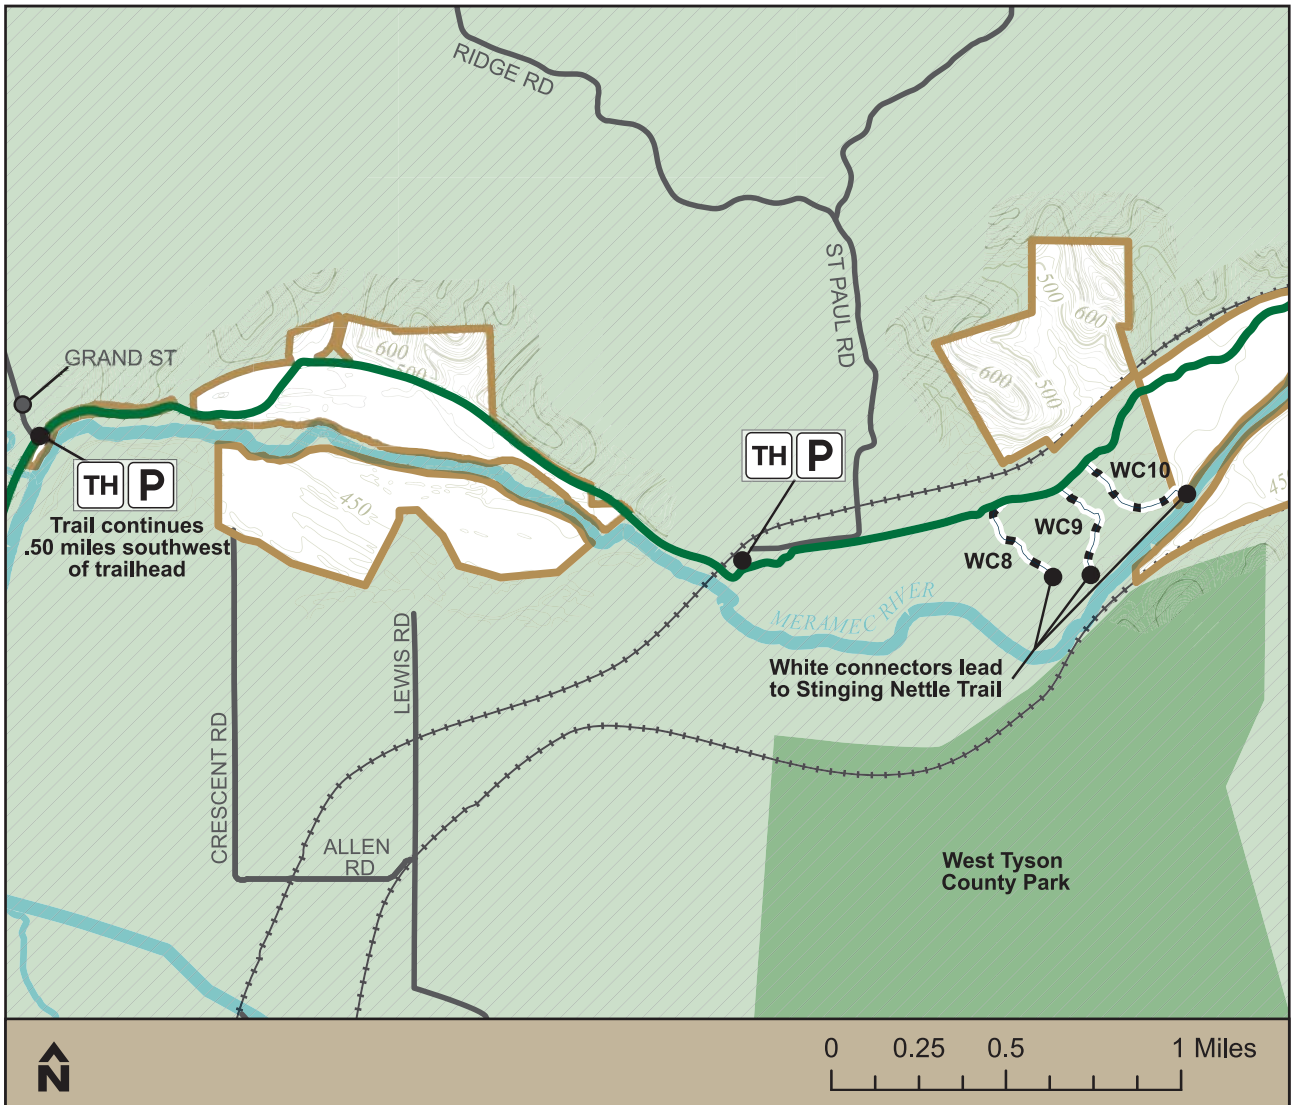 RIDGE RD
ST PAUL RD
500
600
600
500
GRAND ST
600
500
TH P
WC10
TH P
450
450
Trail continues
.50 miles southwest
of trailhead
WC9
WC8
MERAMEC RIVER
LEWIS RD
White connectors lead
to Stinging Nettle Trail
CRESCENT RD
ALLEN
RD
West Tyson
County Park
N
0 0.25 0.5 1 Miles